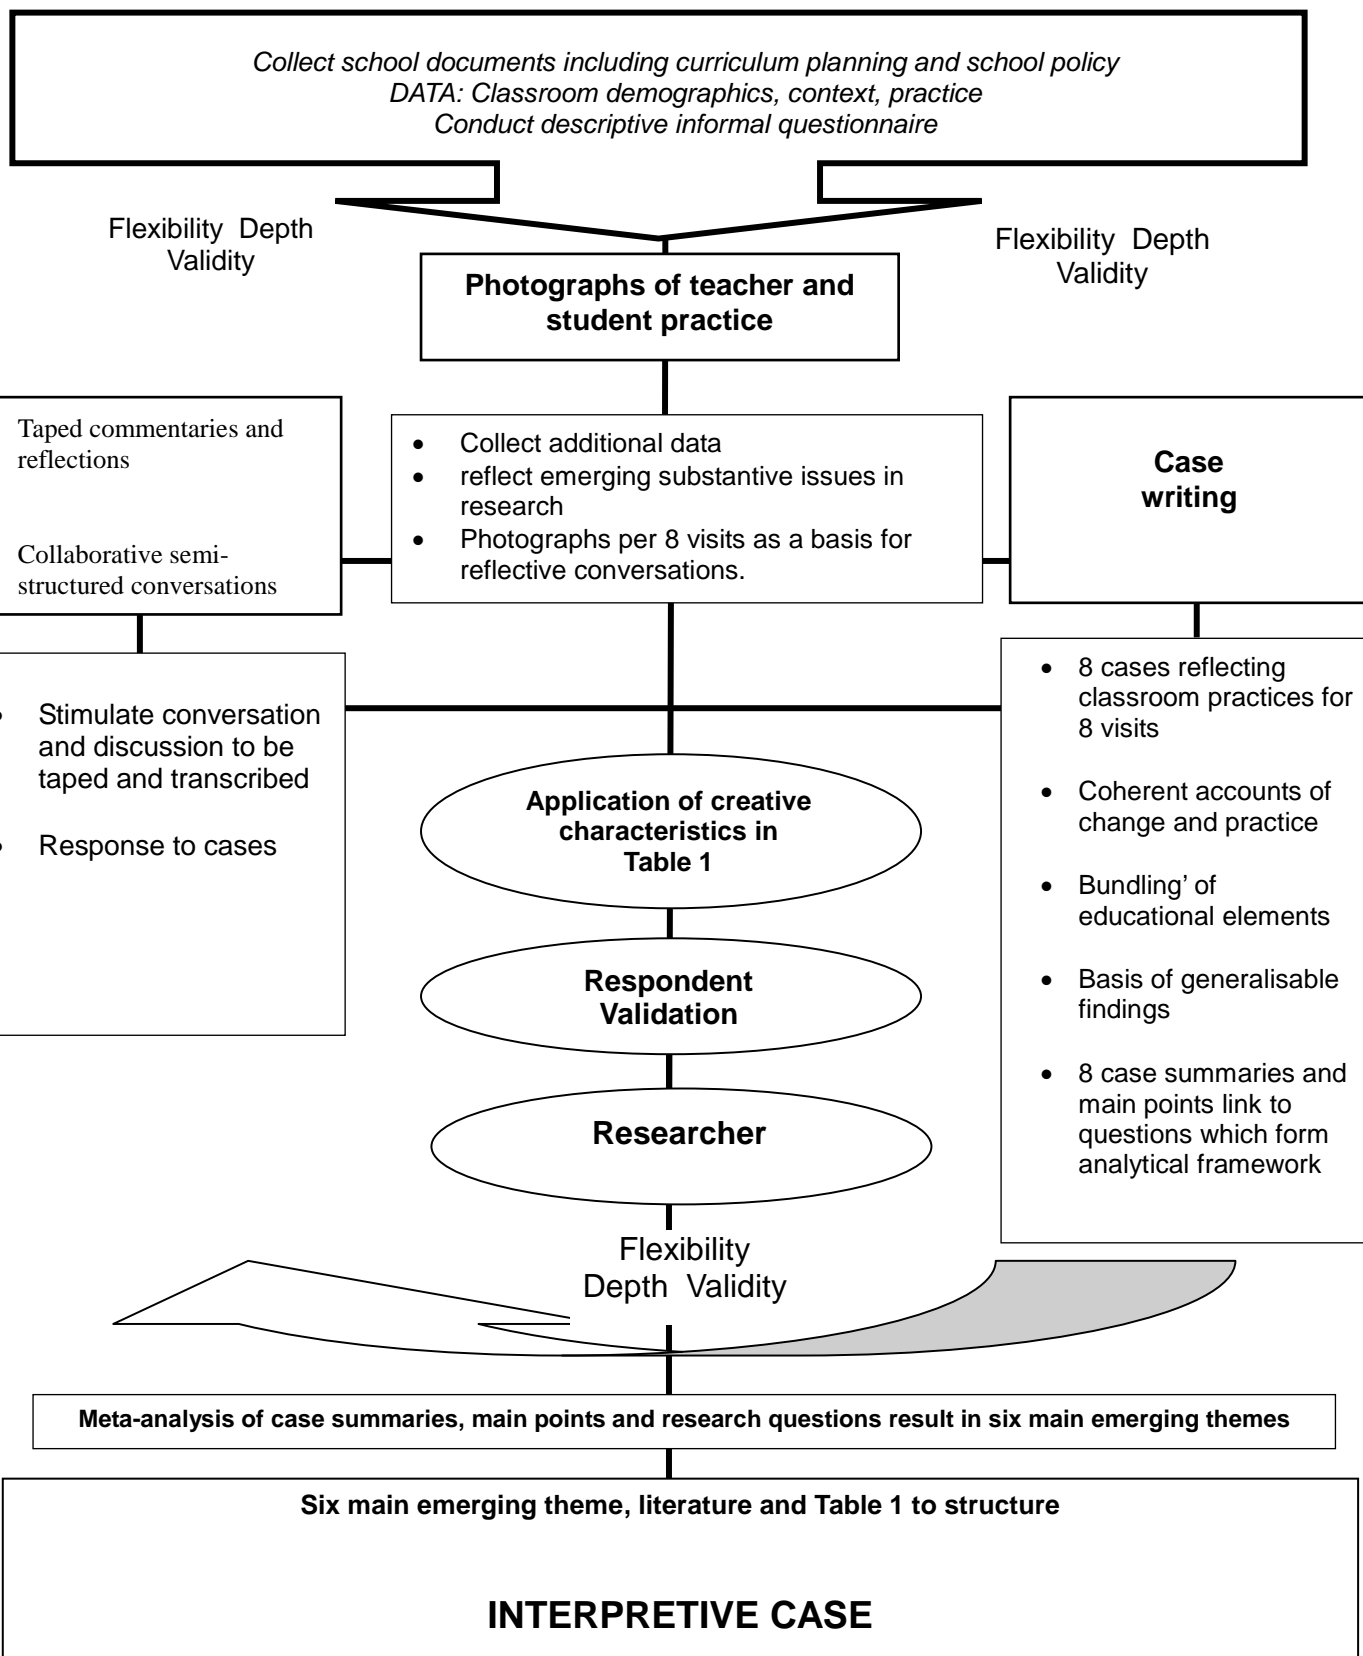 Collect school documents including curriculum planning and school policy
DATA: Classroom demographics, context, practice
Conduct descriptive informal questionnaire
Flexibility Depth
Validity
Flexibility Depth
Validity
Photographs of teacher and
student practice
Taped commentaries and
reflections
Collaborative semi-
structured conversations
• Collect additional data
• reflect emerging substantive issues in
research
• Photographs per 8 visits as a basis for
reflective conversations.
Case
writing
• Stimulate conversation
and discussion to be
taped and transcribed
• Response to cases
Application of creative
characteristics in
Table 1
Respondent
Validation
Researcher
• 8 cases reflecting
classroom practices for
8 visits
• Coherent accounts of
change and practice
• Bundling’ of
educational elements
• Basis of generalisable
findings
• 8 case summaries and
main points link to
questions which form
analytical framework
Flexibility
Depth Validity
Meta-analysis of case summaries, main points and research questions result in six main emerging themes
Six main emerging theme, literature and Table 1 to structure
INTERPRETIVE CASE